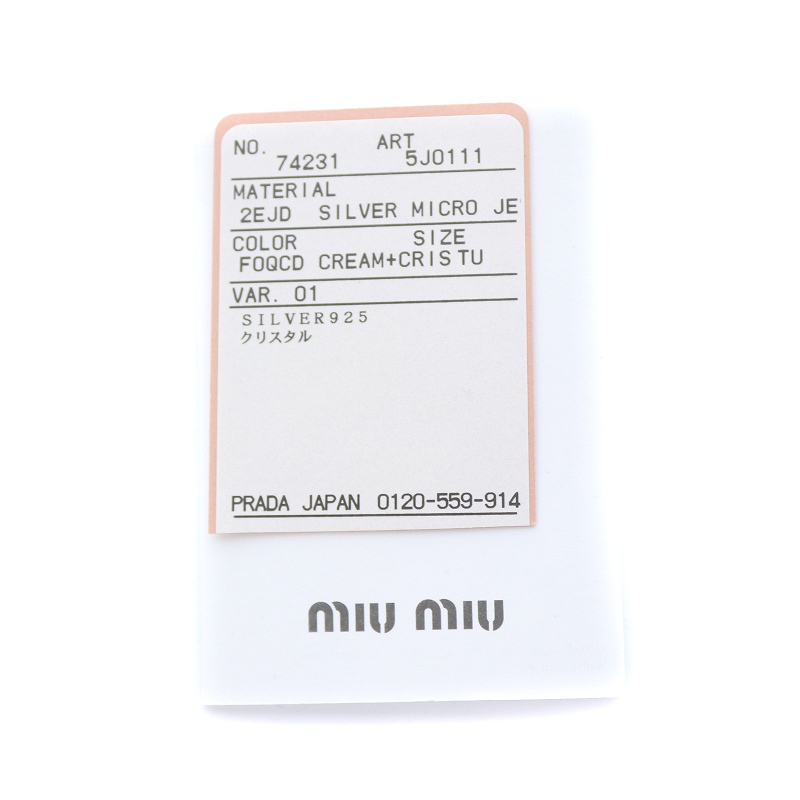 NO. ART
74231 5J0111
MATERIAL
2EJD SILVER MICRO JE
COLOR SIZE
F0QCD CREAM+CRIS TU
VAR. 01
SILVER925
クリスタル
PRADA JAPAN 0120-559-914
miu miu